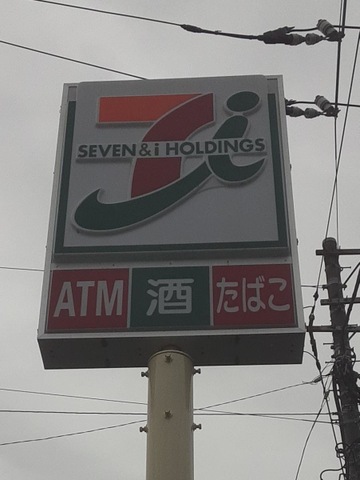 7i
SEVEN&i HOLDINGS
ATM 酒 たばこ